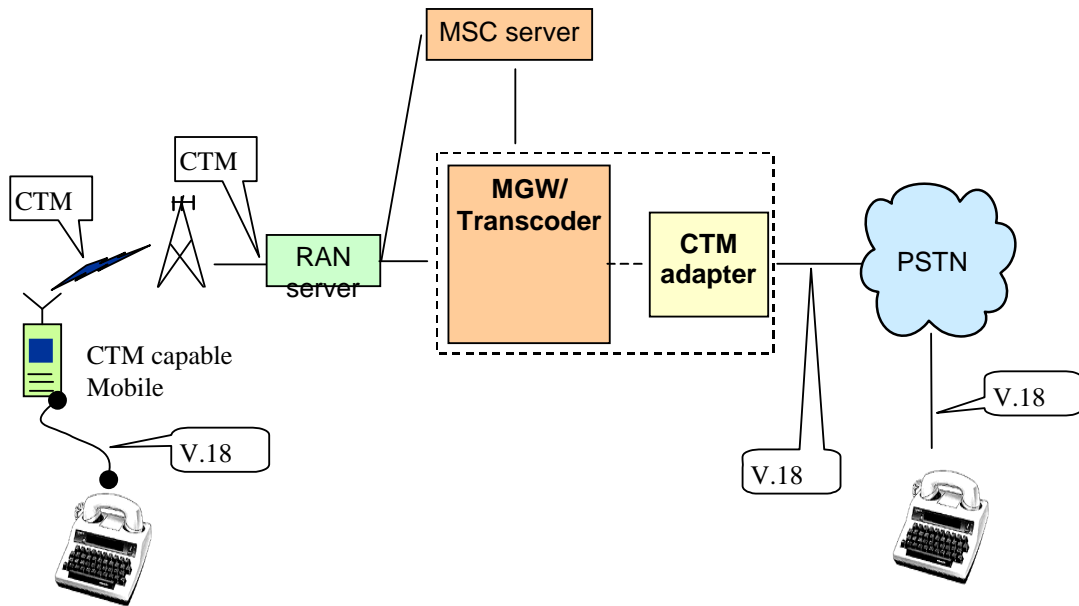 MSC server
CTM
CTM
MGW/
Transcoder
CTM
adapter
RAN
server
PSTN
CTM capable
Mobile
V.18
V.18
V.18